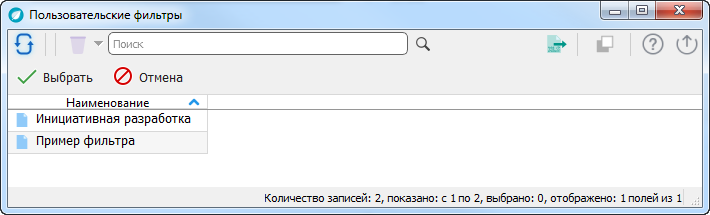 Пользовательские фильтры
Поиск
Выбрать Отмена
Наименование
Инициативная разработка
Пример фильтра
Количество записей: 2, показано: с 1 по 2, выбрано: 0, отображено: 1 полей из 1